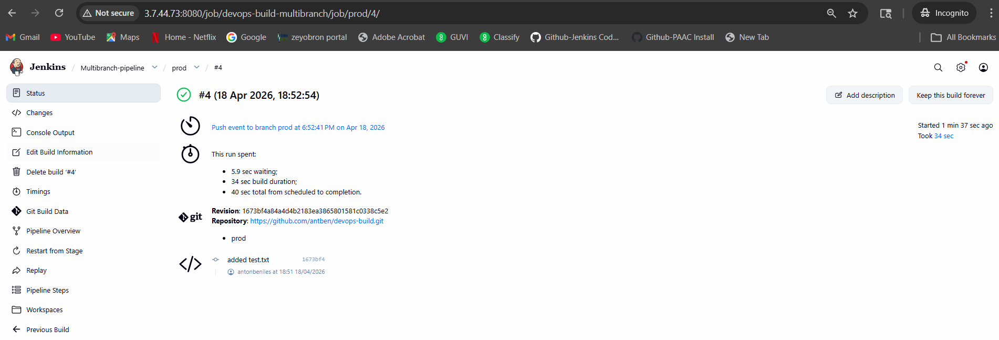 Not secure 3.7.44.73:8080/job/devops-build-multibranch/job/prod/4/ Incognito
Gmail YouTube Maps Home - Netflix Google zeyobron portal Adobe Acrobat GUVI Classify Github-Jenkins Cod... Github-PAAC Install New Tab All Bookmarks
Jenkins / Multibranch-pipeline / prod / #4
Status
Changes
Console Output
Edit Build Information
Delete build ‘#4’
Timings
Git Build Data
Pipeline Overview
Restart from Stage
Replay
Pipeline Steps
Workspaces
Previous Build
#4 (18 Apr 2026, 18:52:54)
Add description
Keep this build forever
Push event to branch prod at 6:52:41 PM on Apr 18, 2026
Started 1 min 37 sec ago
Took 34 sec
This run spent:
• 5.9 sec waiting;
• 34 sec build duration;
• 40 sec total from scheduled to completion.
git
Revision: 1673bf4a84a4d4b2183ea3865801581c0338c5e2
Repository: https://github.com/antben/devops-build.git
• prod
added test.txt 1673bf4
antonbeniles at 18:51 18/04/2026